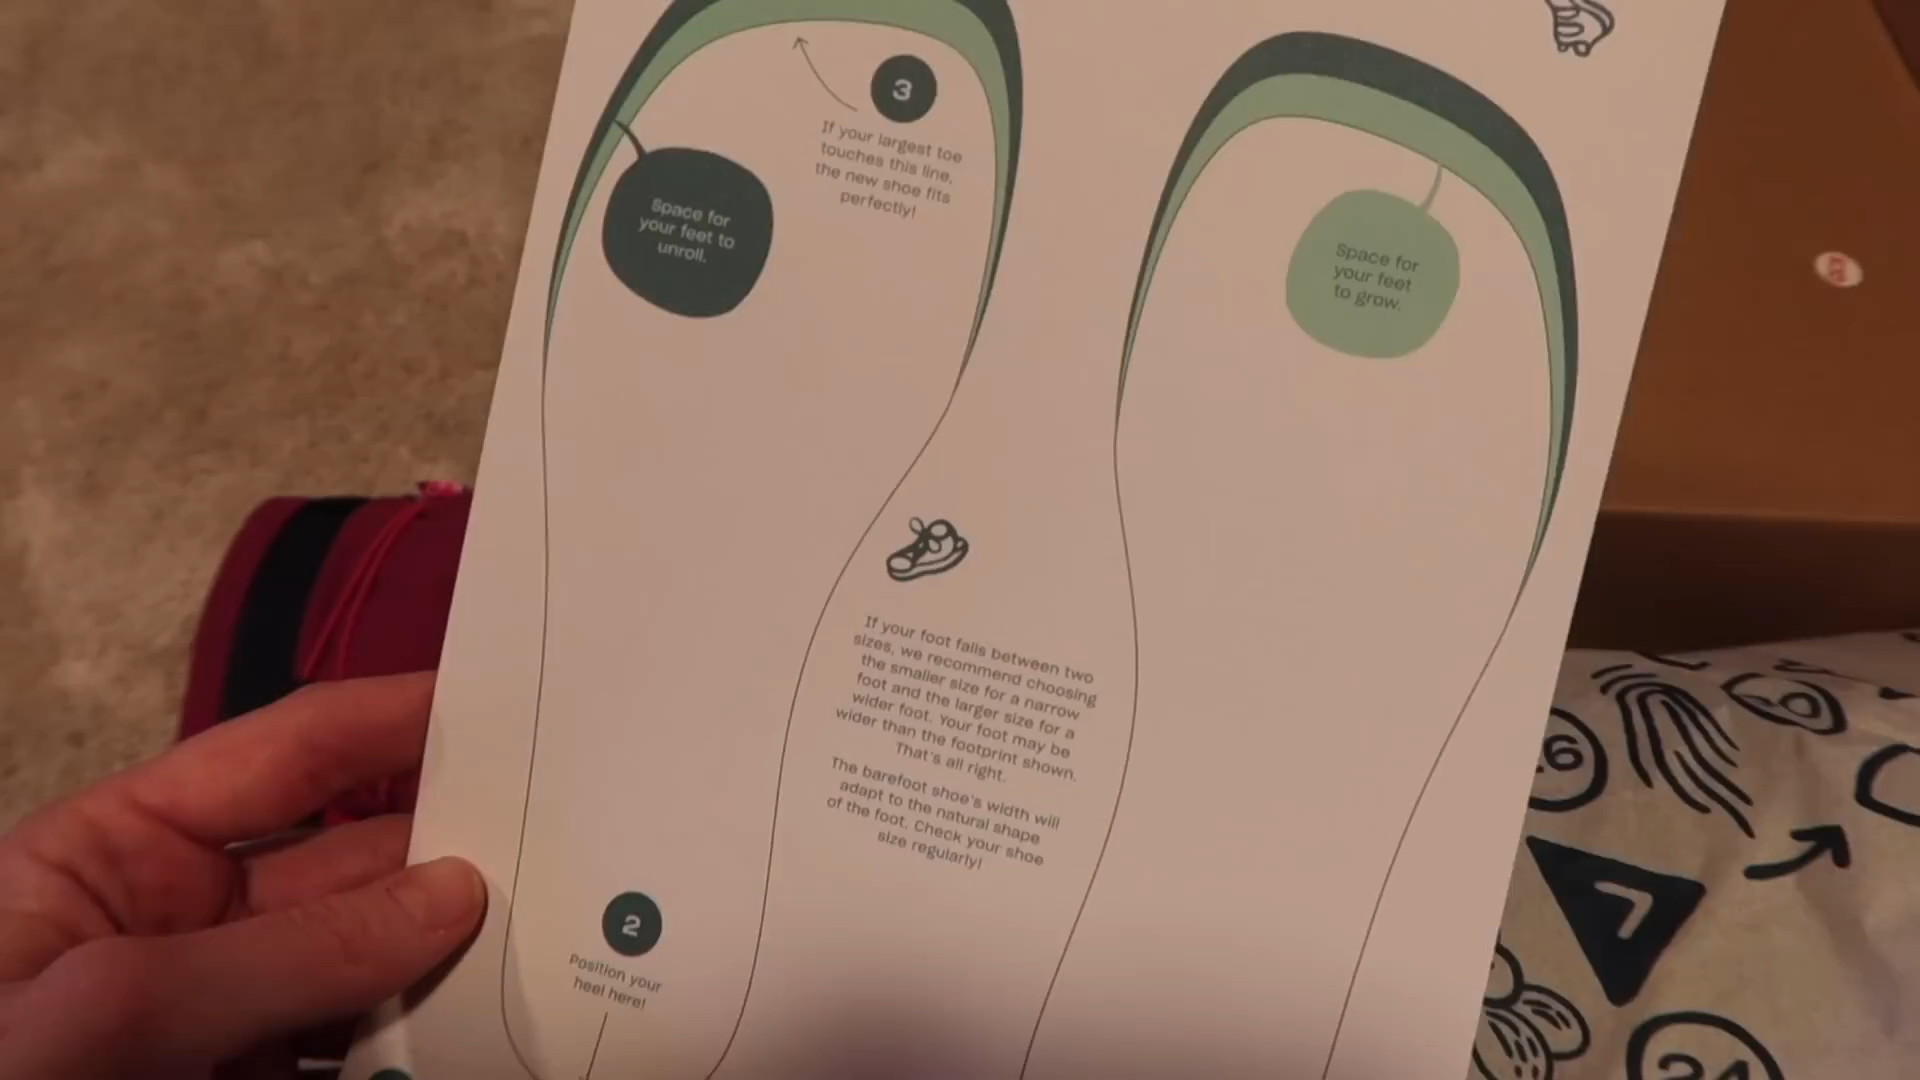 3
If your largest toe
touches this line,
the new shoe fits
perfectly!
Space for
your feet to
unroll.
Space for
your feet
to grow.
If your foot falls between two
sizes, we recommend choosing
the smaller size for a narrow
foot and the larger size for a
wider foot. Your foot may be
wider than the footprint shown.
That's all right.
The barefoot shoe's width will
adapt to the natural shape
of the foot. Check your shoe
size regularly!
2
Position your
heel here!
24